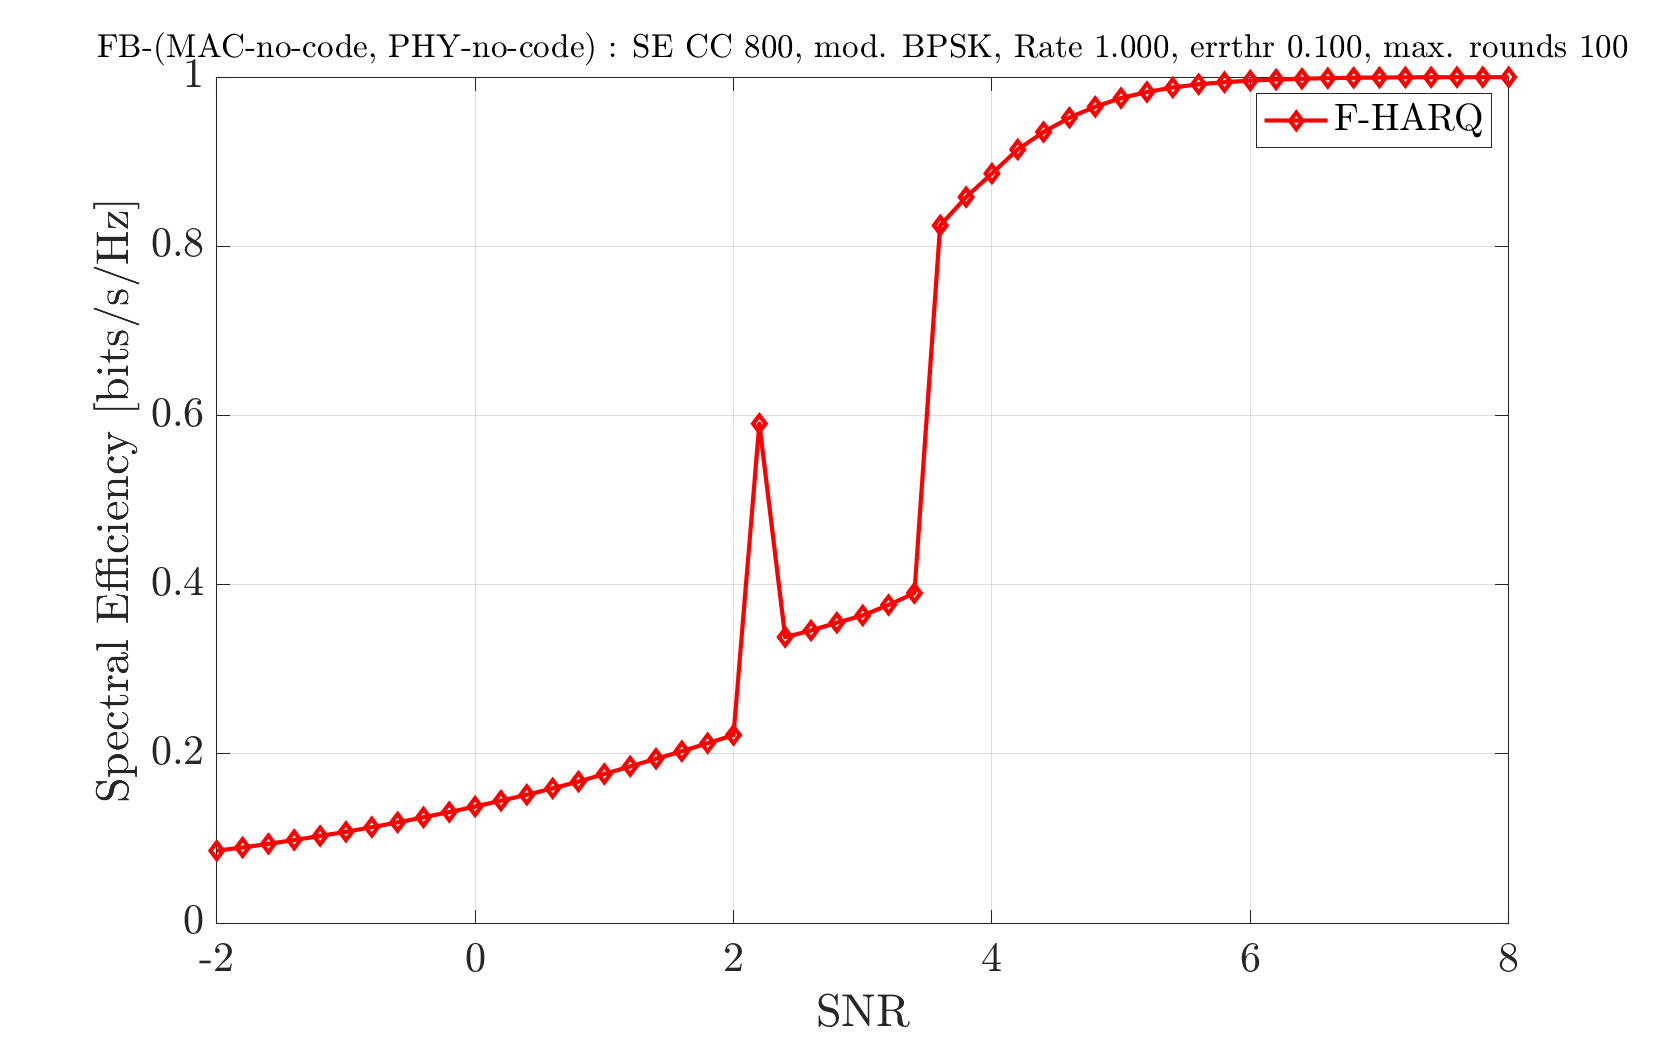 FB-(MAC-no-code, PHY-no-code) : SE CC 800, mod. BPSK, Rate 1.000, errthr 0.100, max. rounds 100
1
F-HARQ
0.8
0.6
0.4
0.2
0
Spectral Efficiency [bits/s/Hz]
-2 0 2 4 6 8
SNR